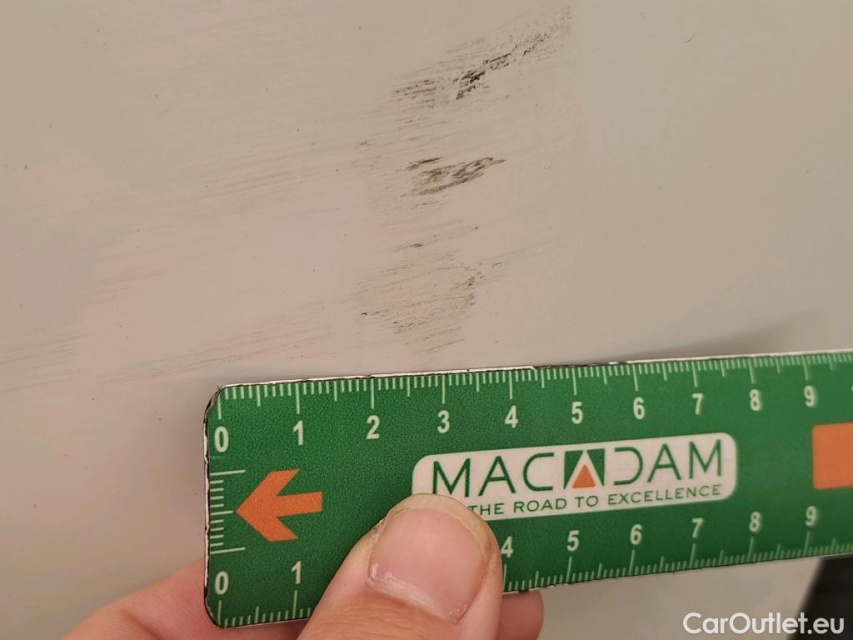 0 1 2 3 4 5 6 7 8 9
MACADAM
THE ROAD TO EXCELLENCE
0 1 4 5 6 7 8 9
CarOutlet.eu